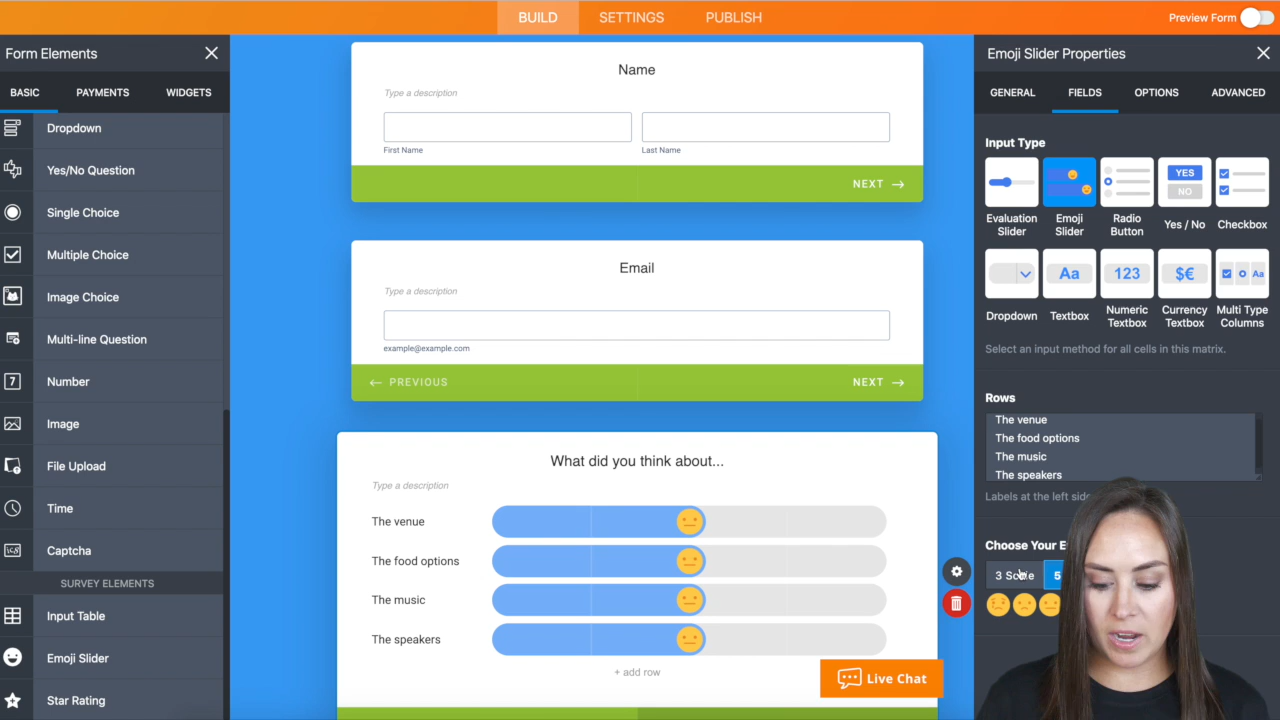 BUILD
SETTINGS
PUBLISH
Preview Form
Form Elements
BASIC
PAYMENTS
WIDGETS
Dropdown
Yes/No Question
Single Choice
Multiple Choice
Image Choice
Multi-line Question
7
Number
Image
File Upload
Time
Captcha
SURVEY ELEMENTS
Input Table
Emoji Slider
Star Rating
Name
Type a description
First Name
Last Name
NEXT
Email
Type a description
example@example.com
PREVIOUS
NEXT
What did you think about...
Type a description
The venue
The food options
The music
The speakers
+ add row
Live Chat
Emoji Slider Properties
GENERAL
FIELDS
OPTIONS
ADVANCED
Input Type
YES
NO
Evaluation
Slider
Emoji
Slider
Radio
Button
Yes / No
Checkbox
Aa
123
$€
Aa
Dropdown
Textbox
Numeric
Textbox
Currency
Textbox
Multi Type
Columns
Select an input method for all cells in this matrix.
Rows
The venue
The food options
The music
The speakers
Labels at the left side
Choose Your
3 Scale
5